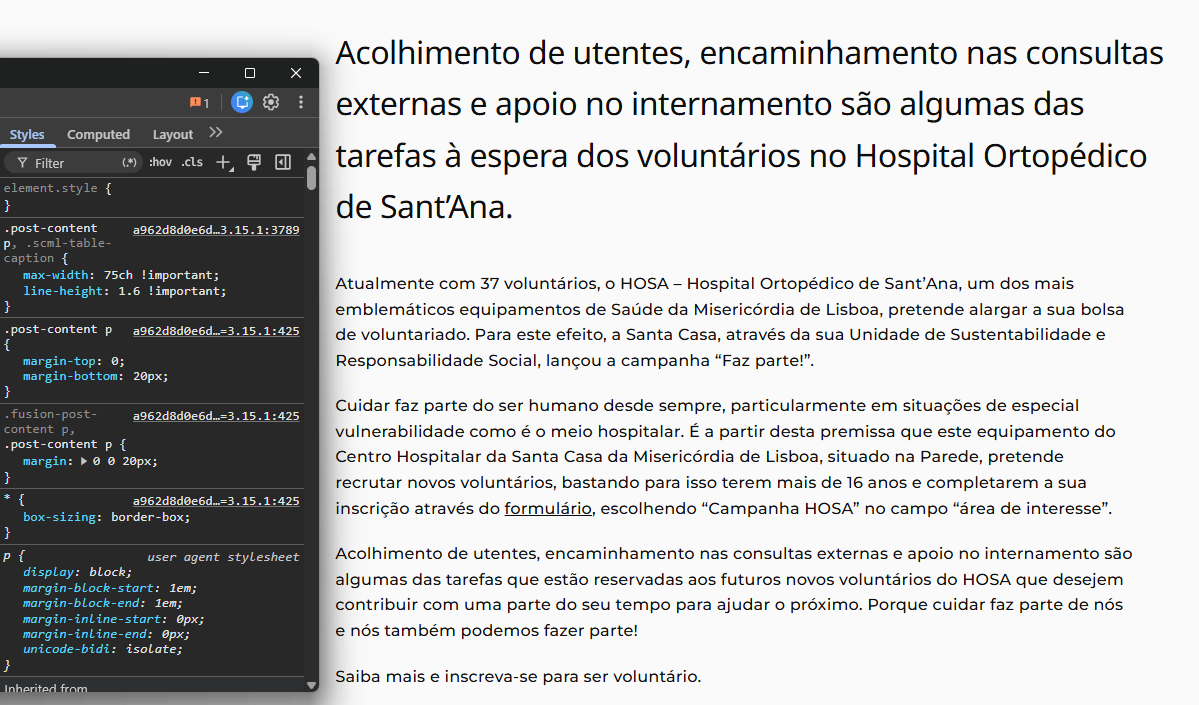 1
Styles Computed Layout
Filter (.*) :hov .cls
element.style {
}
.post-content a962d8d0e6d…3.15.1:3789
p, .scml-table-
caption {
max-width: 75ch !important;
line-height: 1.6 !important;
}
.post-content p a962d8d0e6d…=3.15.1:425
{
margin-top: 0;
margin-bottom: 20px;
}
.fusion-post- a962d8d0e6d…=3.15.1:425
content p,
.post-content p {
margin: 0 0 20px;
}
* { a962d8d0e6d…=3.15.1:425
box-sizing: border-box;
}
p { user agent stylesheet
display: block;
margin-block-start: 1em;
margin-block-end: 1em;
margin-inline-start: 0px;
margin-inline-end: 0px;
unicode-bidi: isolate;
}
Inherited from
Acolhimento de utentes, encaminhamento nas consultas
externas e apoio no internamento são algumas das
tarefas à espera dos voluntários no Hospital Ortopédico
de Sant’Ana.
Atualmente com 37 voluntários, o HOSA – Hospital Ortopédico de Sant’Ana, um dos mais
emblemáticos equipamentos de Saúde da Misericórdia de Lisboa, pretende alargar a sua bolsa
de voluntariado. Para este efeito, a Santa Casa, através da sua Unidade de Sustentabilidade e
Responsabilidade Social, lançou a campanha “Faz parte!”.
Cuidar faz parte do ser humano desde sempre, particularmente em situações de especial
vulnerabilidade como é o meio hospitalar. É a partir desta premissa que este equipamento do
Centro Hospitalar da Santa Casa da Misericórdia de Lisboa, situado na Parede, pretende
recrutar novos voluntários, bastando para isso terem mais de 16 anos e completarem a sua
inscrição através do formulário, escolhendo “Campanha HOSA” no campo “área de interesse”.
Acolhimento de utentes, encaminhamento nas consultas externas e apoio no internamento são
algumas das tarefas que estão reservadas aos futuros novos voluntários do HOSA que desejem
contribuir com uma parte do seu tempo para ajudar o próximo. Porque cuidar faz parte de nós
e nós também podemos fazer parte!
Saiba mais e inscreva-se para ser voluntário.